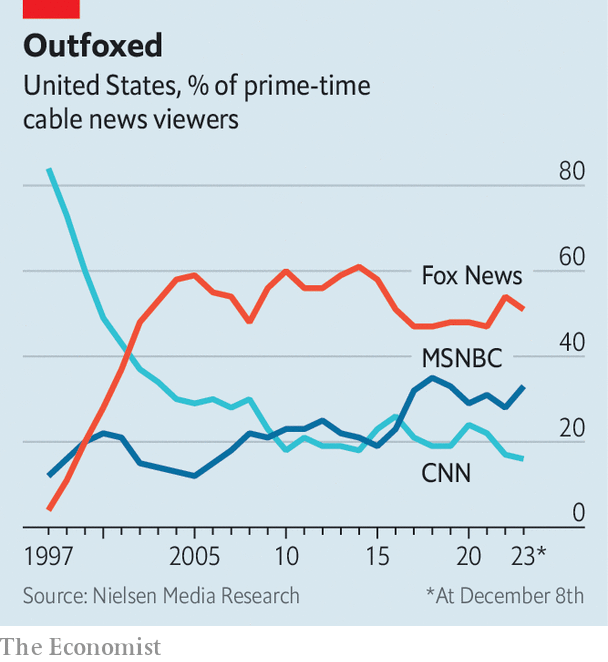 Outfoxed
United States, % of prime-time
cable news viewers
80
60
Fox News
40
MSNBC
20
CNN
0
1997 2005 10 15 20 23*
Source: Nielsen Media Research *At December 8th
The Economist